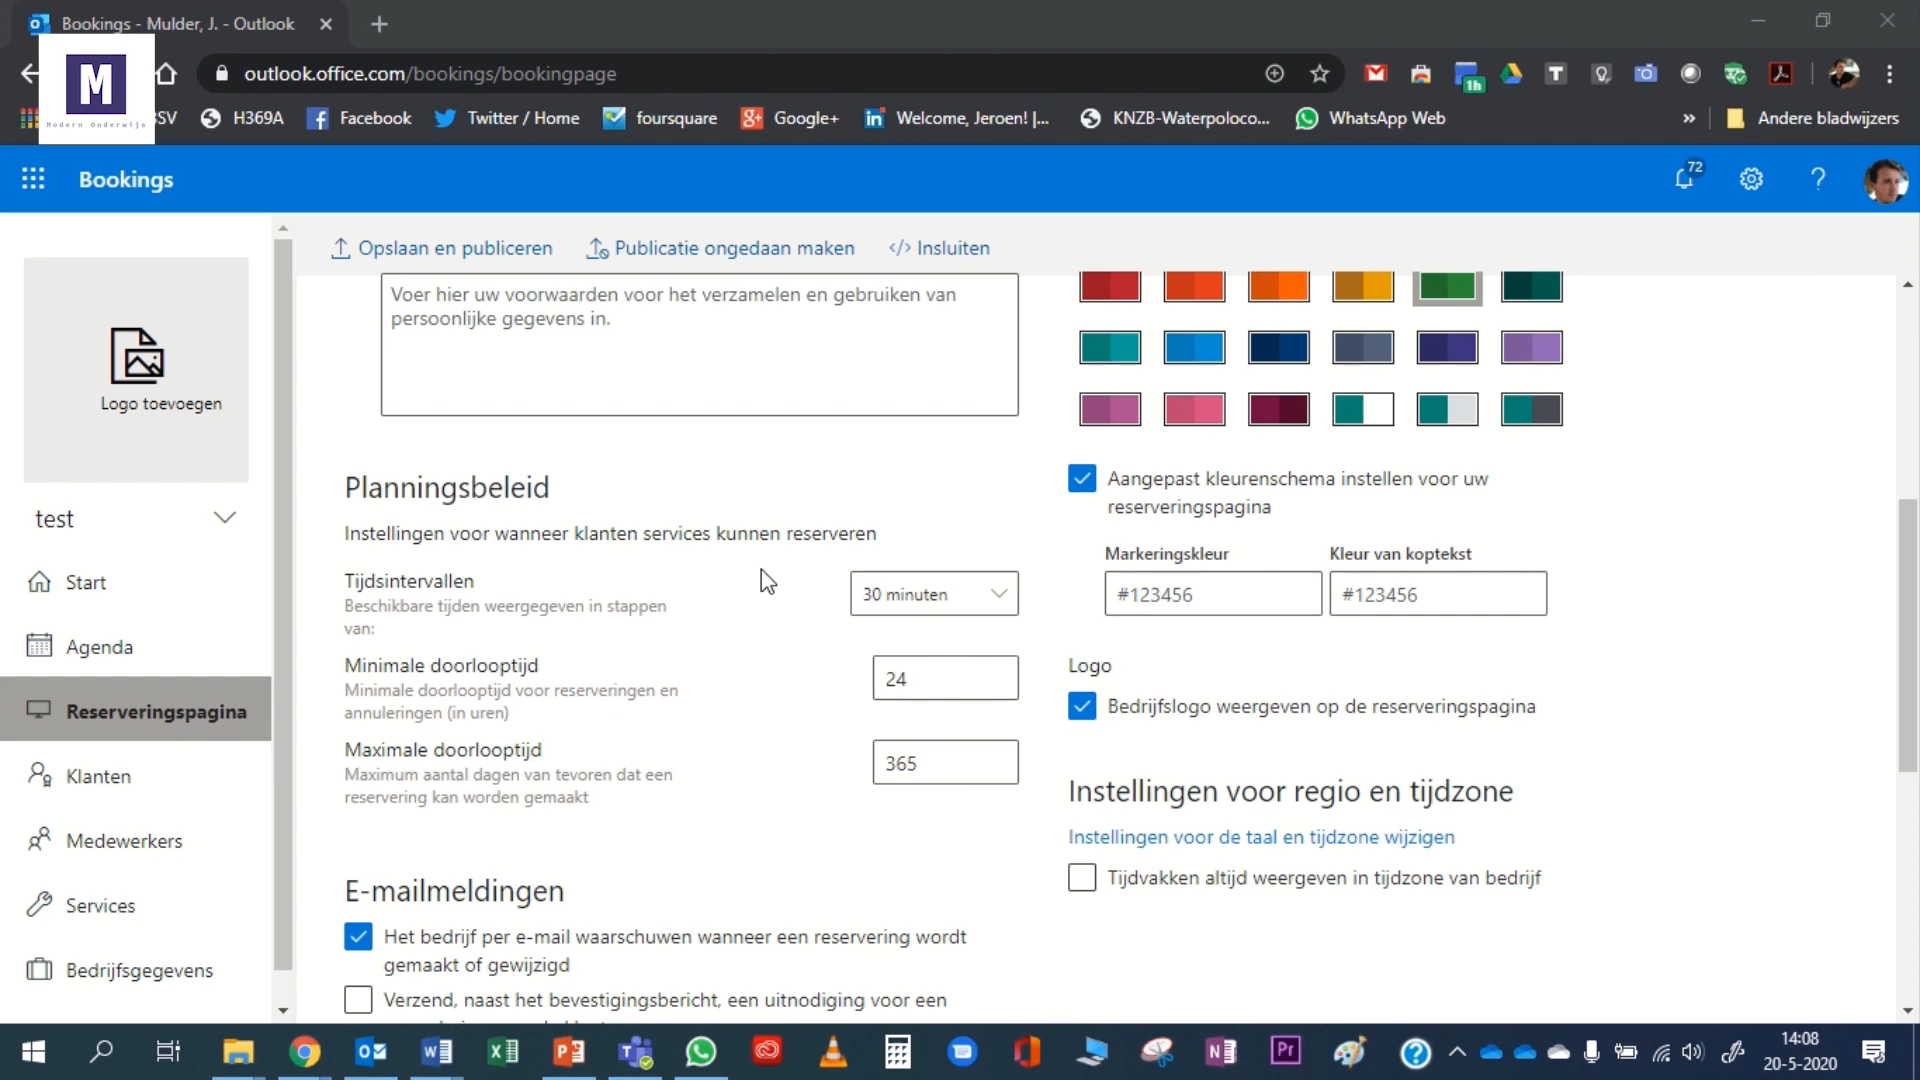 Bookings - Mulder, J. - Outlook
outlook.office.com/bookings/bookingpage
1h
M
Modern Onderwijs
SV
H369A
Facebook
Twitter / Home
foursquare
Google+
Welcome, Jeroen! |...
KNZB-Waterpoloco...
WhatsApp Web
»
Andere bladwijzers
Bookings
72
Opslaan en publiceren
Publicatie ongedaan maken
</> Insluiten
Logo toevoegen
test
Start
Agenda
Reserveringspagina
Klanten
Medewerkers
Services
Bedrijfsgegevens
Voer hier uw voorwaarden voor het verzamelen en gebruiken van
persoonlijke gegevens in.
Planningsbeleid
Instellingen voor wanneer klanten services kunnen reserveren
Tijdsintervallen
Beschikbare tijden weergegeven in stappen
van:
30 minuten
Minimale doorlooptijd
Minimale doorlooptijd voor reserveringen en
annuleringen (in uren)
24
Maximale doorlooptijd
Maximum aantal dagen van tevoren dat een
reservering kan worden gemaakt
365
E-mailmeldingen
Het bedrijf per e-mail waarschuwen wanneer een reservering wordt
gemaakt of gewijzigd
Verzend, naast het bevestigingsbericht, een uitnodiging voor een
Aangepast kleurenschema instellen voor uw
reserveringspagina
Markeringskleur
Kleur van koptekst
#123456
#123456
Logo
Bedrijfslogo weergeven op de reserveringspagina
Instellingen voor regio en tijdzone
Instellingen voor de taal en tijdzone wijzigen
Tijdvakken altijd weergeven in tijdzone van bedrijf
14:08
20-5-2020